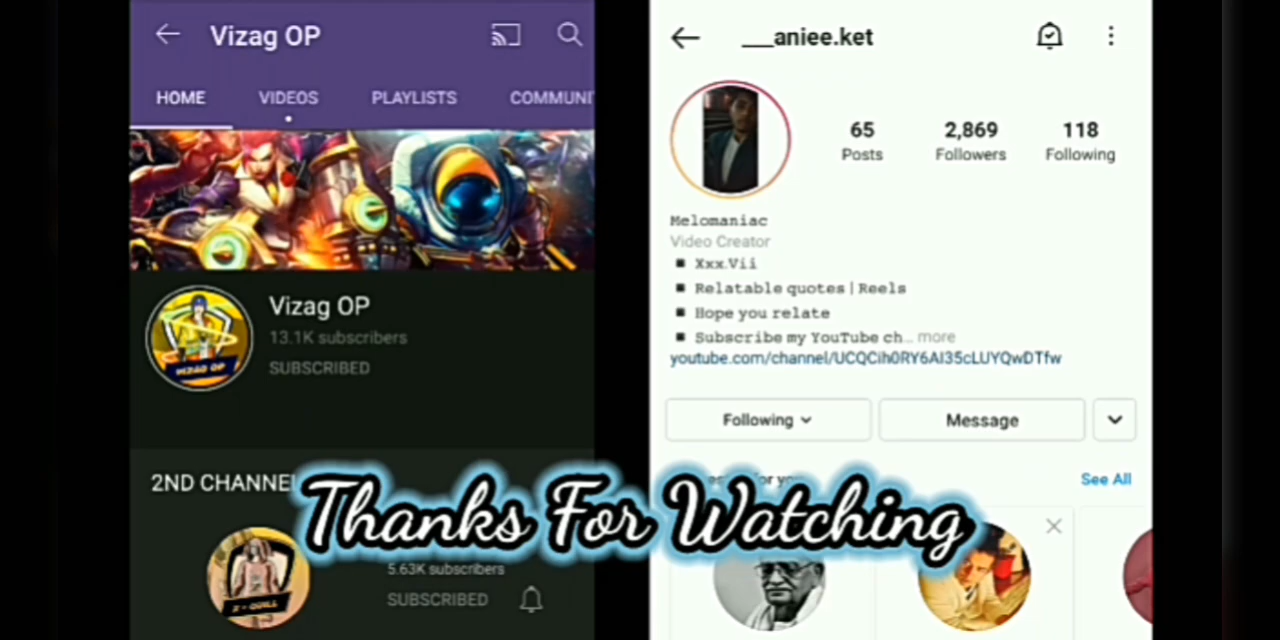 Vizag OP
HOME VIDEOS PLAYLISTS COMMUNI
VIZAG OP
Vizag OP
13.1K subscribers
SUBSCRIBED
2ND CHANNEL
5.63K subscribers
SUBSCRIBED
___aniee.ket
65 2,869 118
Posts Followers Following
Melomaniac
Video Creator
Xxx.Vii
Relatable quotes | Reels
Hope you relate
Subscribe my YouTube ch... more
youtube.com/channel/UCQCih0RY6AI35cLUYQwDTfw
Following Message
See All
Thanks For Watching